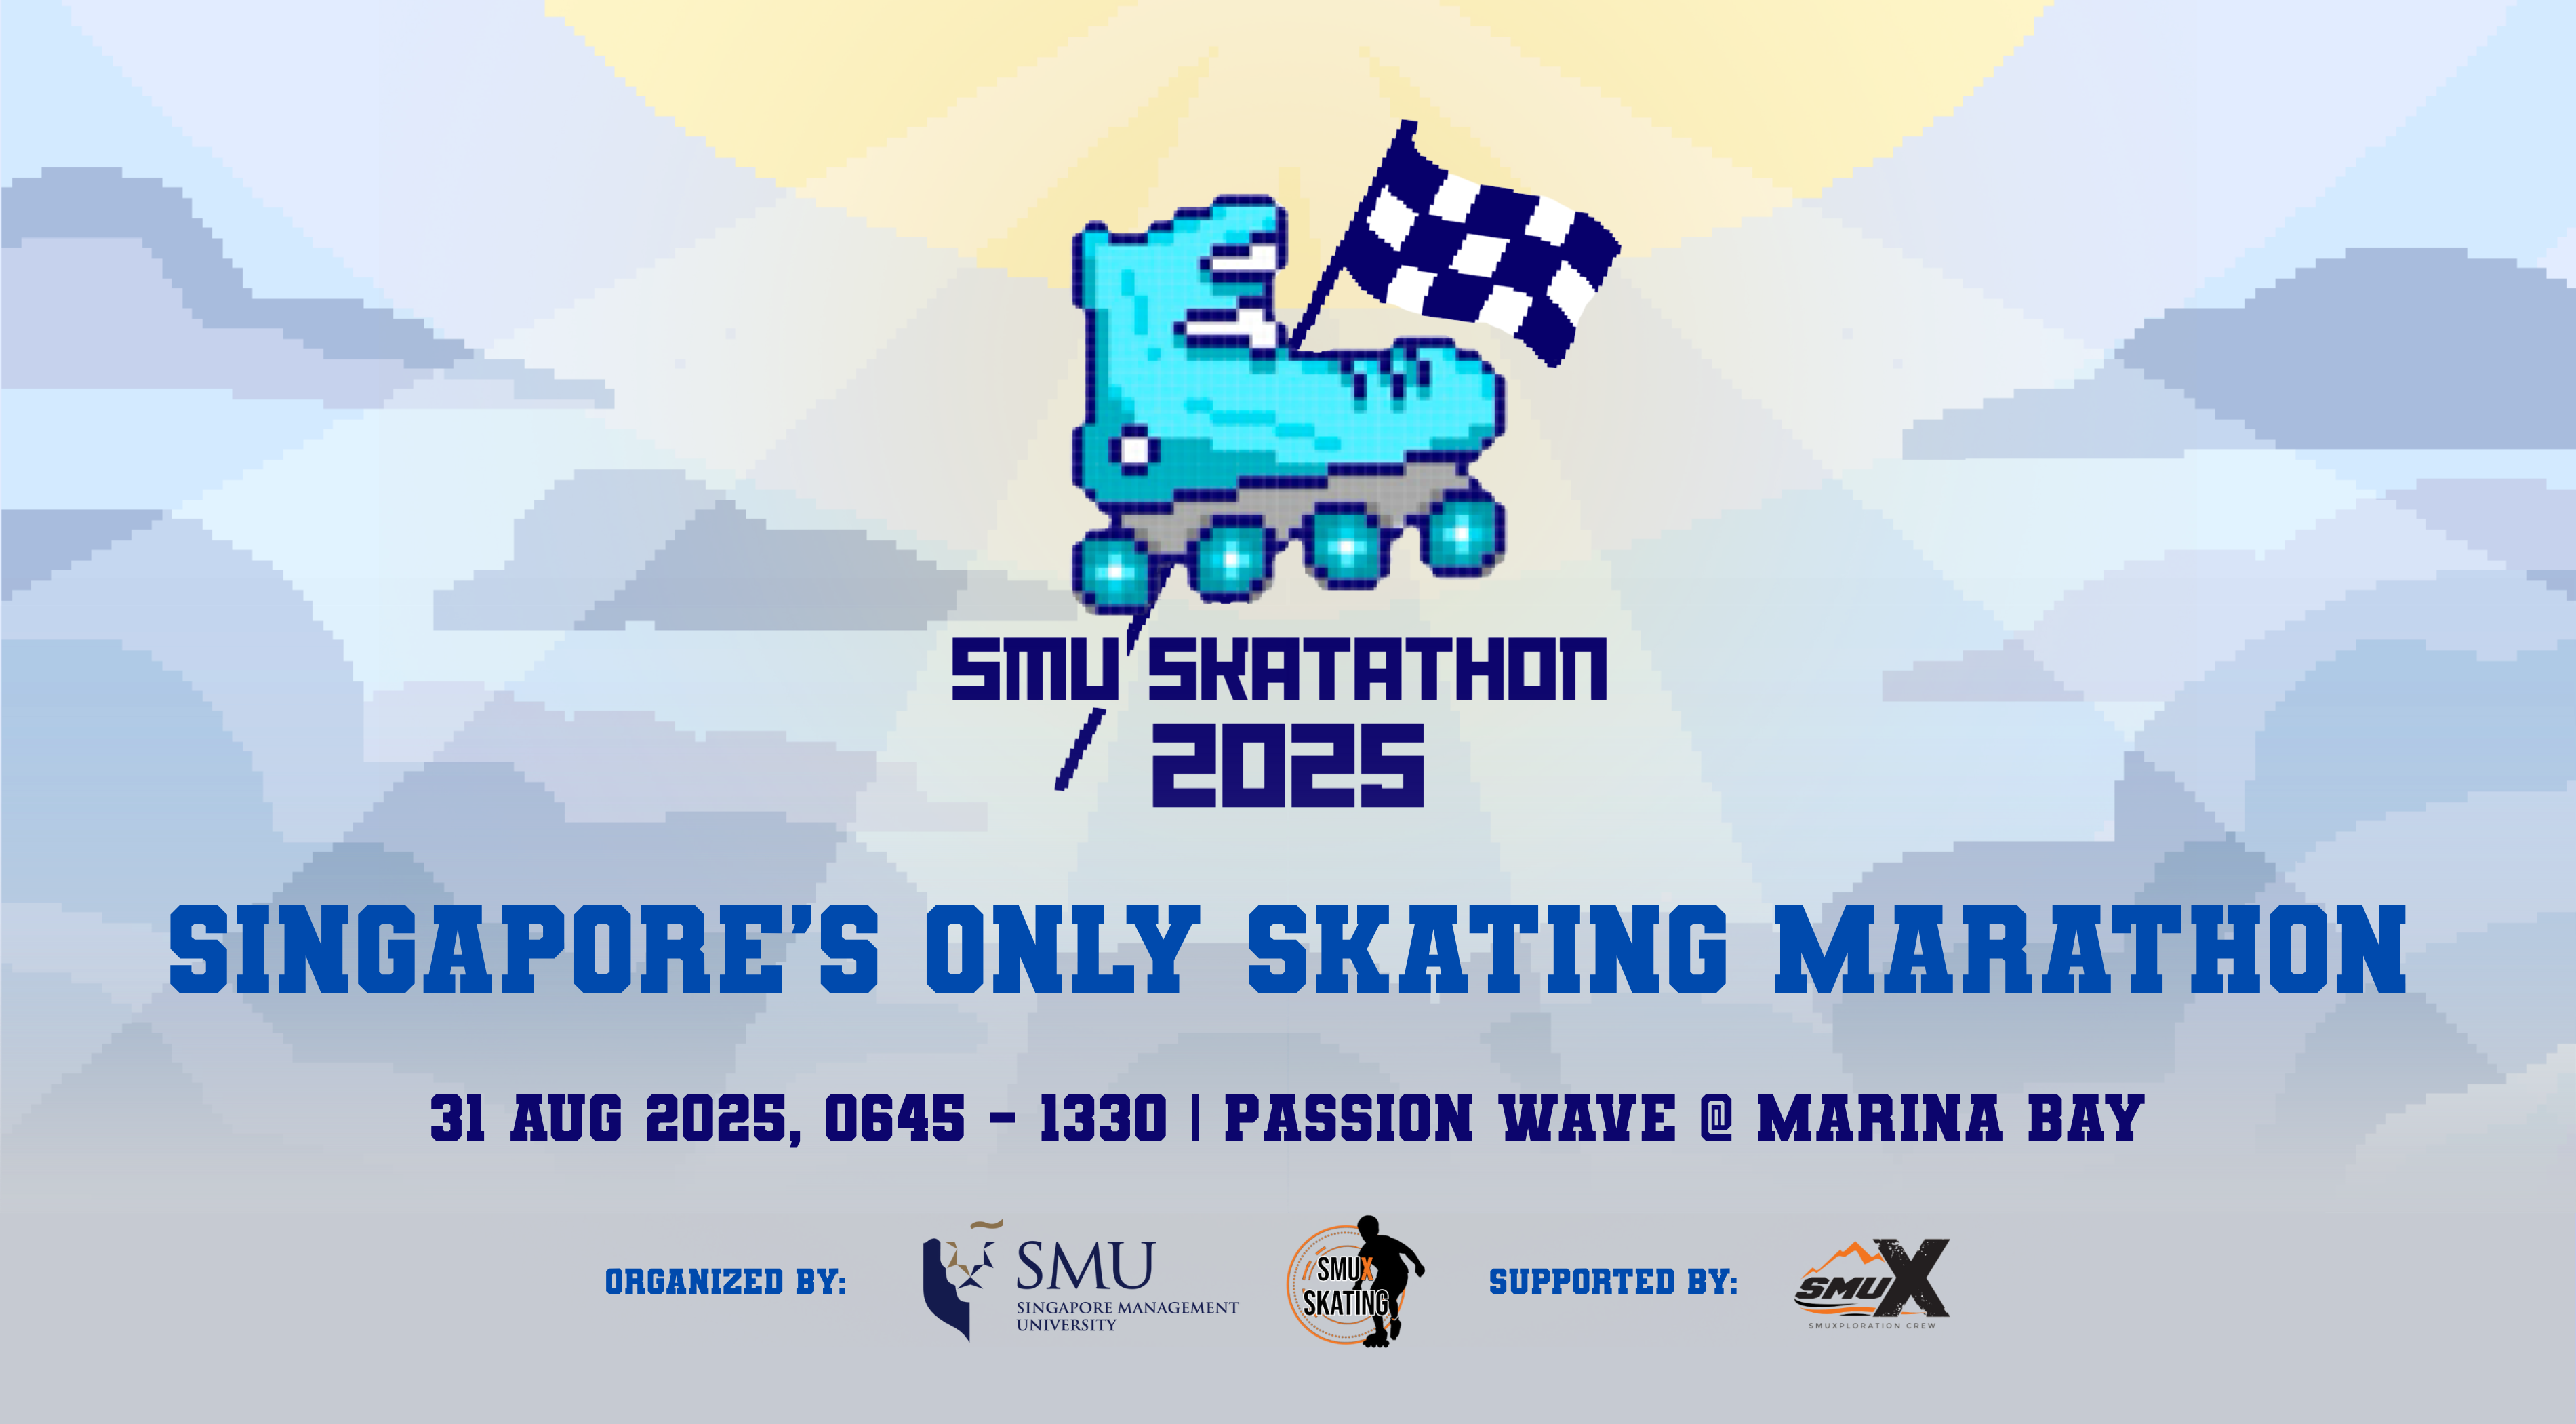 SMU SKATATHON
2025
SINGAPORE'S ONLY SKATING MARATHON
31 AUG 2025, 0645 - 1330 | PASSION WAVE @ MARINA BAY
ORGANIZED BY:
SMU
SINGAPORE MANAGEMENT
UNIVERSITY
SMUX
SKATING
SUPPORTED BY:
SMUX
SMUXPLORATION CREW